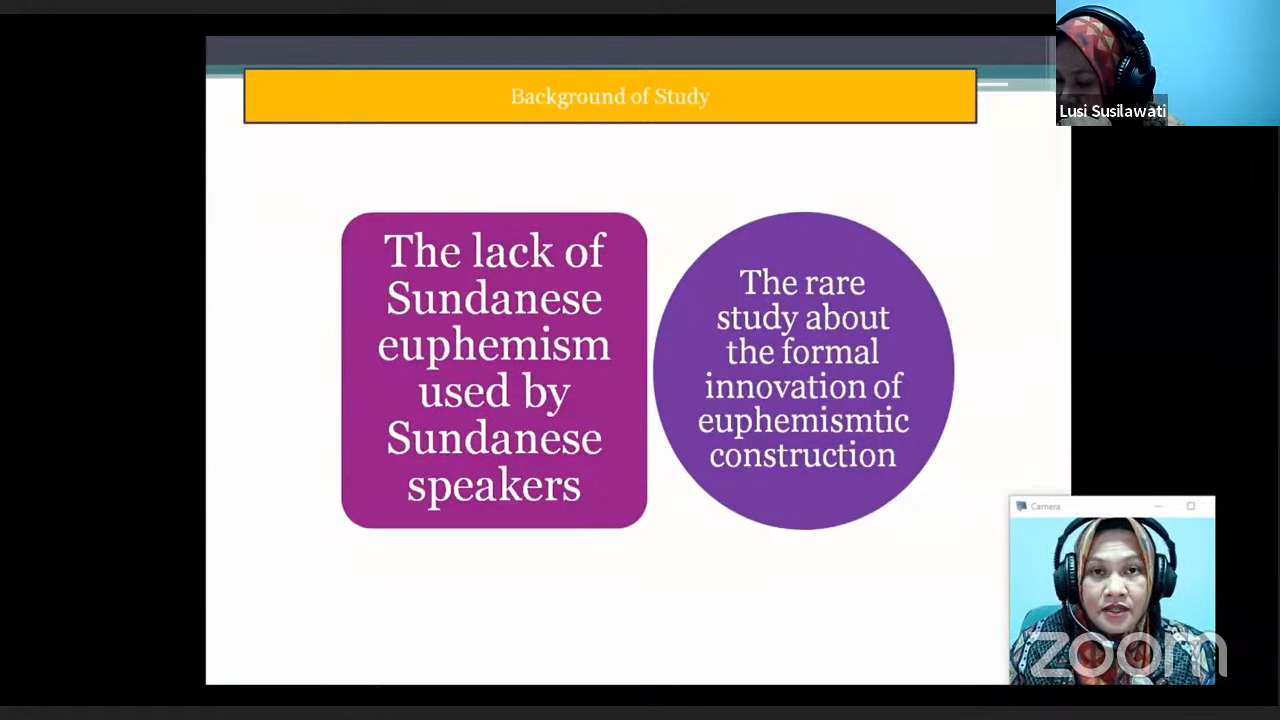 Background of Study
Lusi Susilawati
The lack of
Sundanese
euphemism
used by
Sundanese
speakers
The rare
study about
the formal
innovation of
euphemismtic
construction
Camera
zoom